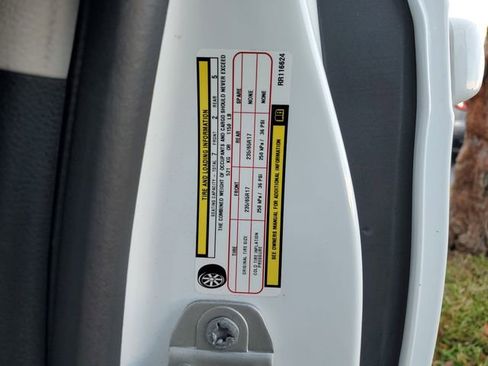 TIRE AND LOADING INFORMATION
SEATING CAPACITY - TOTAL 7 FRONT 2 REAR 5
THE COMBINED WEIGHT OF OCCUPANTS AND CARGO SHOULD NEVER EXCEED
521 KG OR 1150 LB
TIRE FRONT REAR SPARE
ORIGINAL TIRE SIZE 235/65R17 235/65R17 NONE
COLD TIRE INFLATION PRESSURE 250 kPa / 36 PSI 250 kPa / 36 PSI NONE
SEE OWNERS MANUAL FOR ADDITIONAL INFORMATION
RR116624